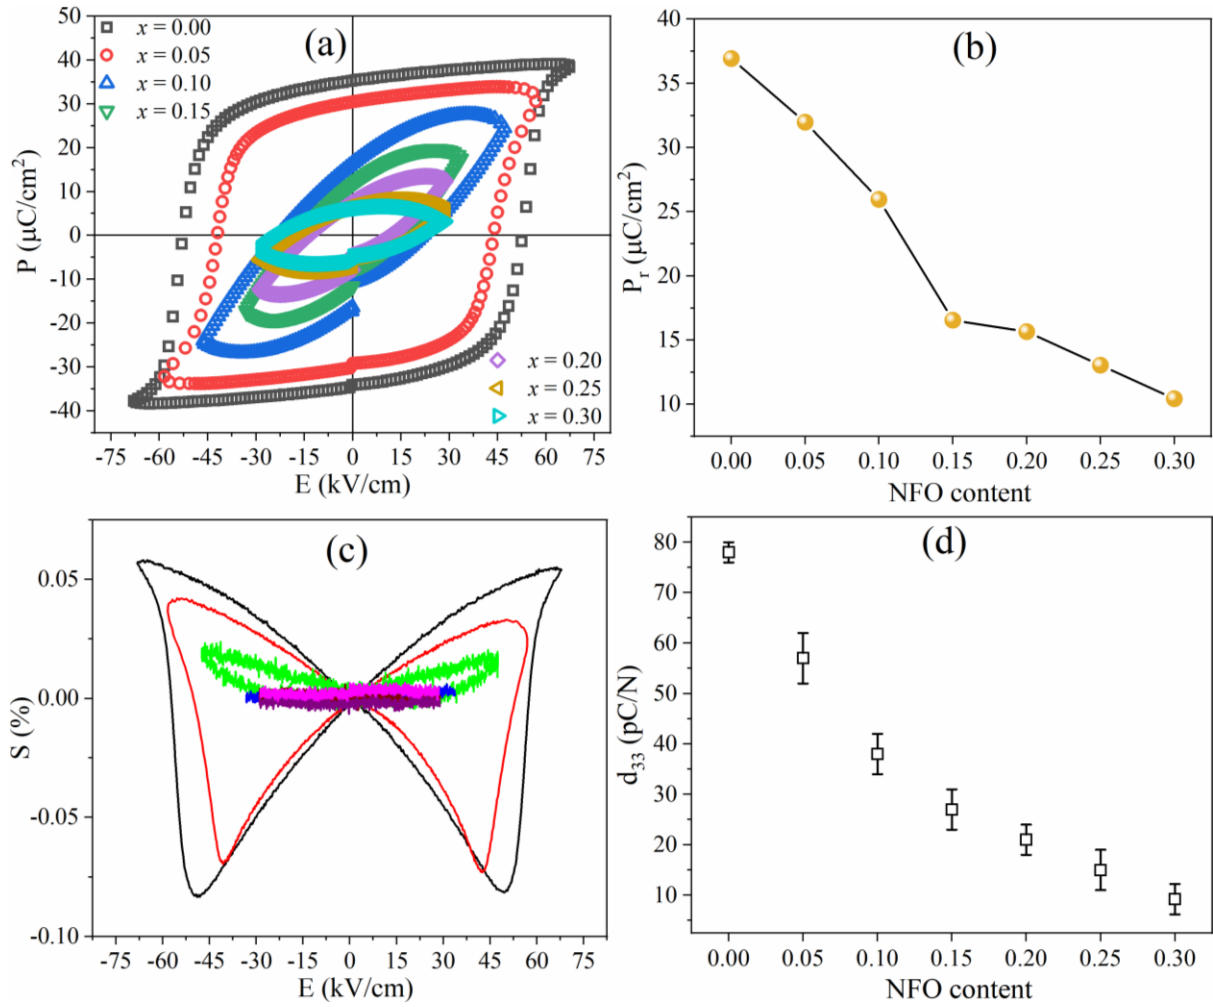 (a)
x = 0.00
x = 0.05
x = 0.10
x = 0.15
x = 0.20
x = 0.25
x = 0.30
50
40
30
20
10
0
-10
-20
-30
-40
P (μC/cm²)
-75 -60 -45 -30 -15 0 15 30 45 60 75
E (kV/cm)
(b)
40
35
30
25
20
15
10
Pᵣ (μC/cm²)
0.00 0.05 0.10 0.15 0.20 0.25 0.30
NFO content
(c)
0.05
0.00
-0.05
-0.10
S (%)
-75 -60 -45 -30 -15 0 15 30 45 60 75
E (kV/cm)
(d)
80
70
60
50
40
30
20
10
d₃₃ (pC/N)
0.00 0.05 0.10 0.15 0.20 0.25 0.30
NFO content